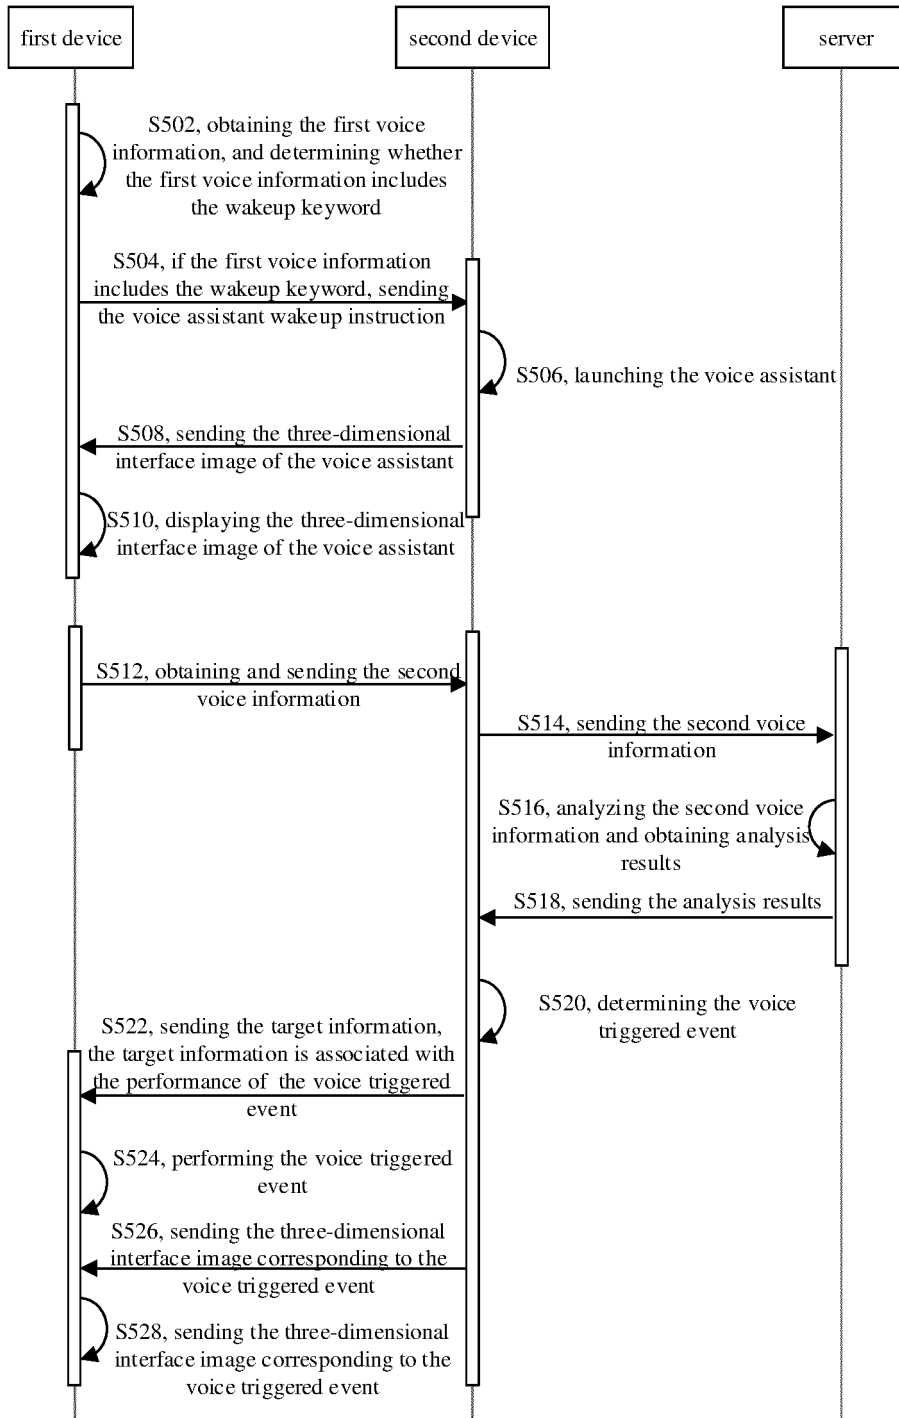 first device
second device
server
S502, obtaining the first voice
information, and determining whether
the first voice information includes
the wakeup keyword
S504, if the first voice information
includes the wakeup keyword, sending
the voice assistant wakeup instruction
S506, launching the voice assistant
S508, sending the three-dimensional
interface image of the voice assistant
S510, displaying the three-dimensional
interface image of the voice assistant
S512, obtaining and sending the second
voice information
S514, sending the second voice
information
S516, analyzing the second voice
information and obtaining analysis
results
S518, sending the analysis results
S520, determining the voice
triggered event
S522, sending the target information,
the target information is associated with
the performance of the voice triggered
event
S524, performing the voice triggered
event
S526, sending the three-dimensional
interface image corresponding to the
voice triggered event
S528, sending the three-dimensional
interface image corresponding to the
voice triggered event